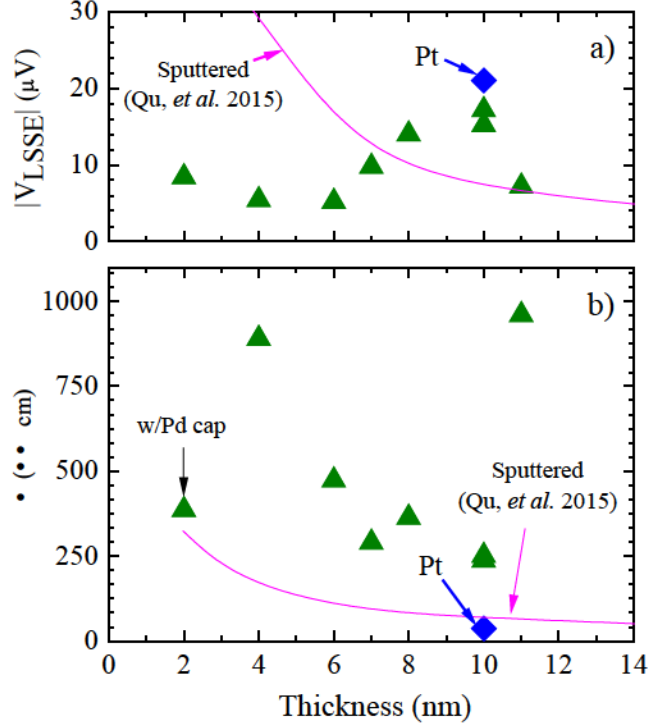 30
20
10
0
|V_LSSE| (µV)
Sputtered
(Qu, et al. 2015)
Pt
a)
1000
750
500
250
0
• (•• cm)
b)
w/Pd cap
Sputtered
(Qu, et al. 2015)
Pt
0 2 4 6 8 10 12 14
Thickness (nm)